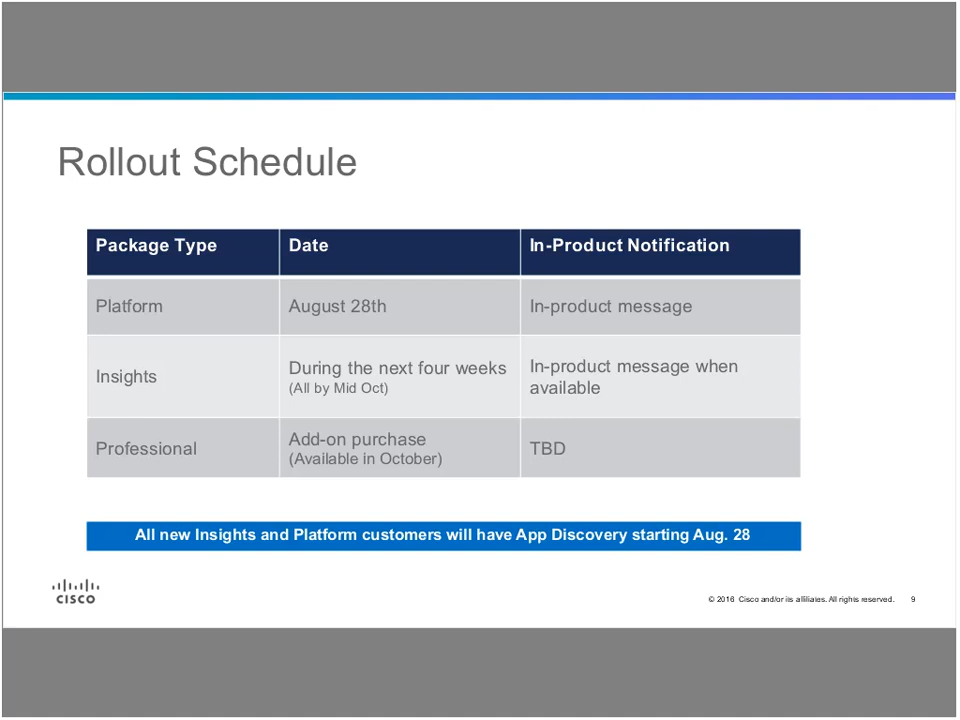 Rollout Schedule
Package Type Date In-Product Notification
Platform August 28th In-product message
Insights During the next four weeks (All by Mid Oct) In-product message when available
Professional Add-on purchase (Available in October) TBD
All new Insights and Platform customers will have App Discovery starting Aug. 28
CISCO
© 2016 Cisco and/or its affiliates. All rights reserved. 9